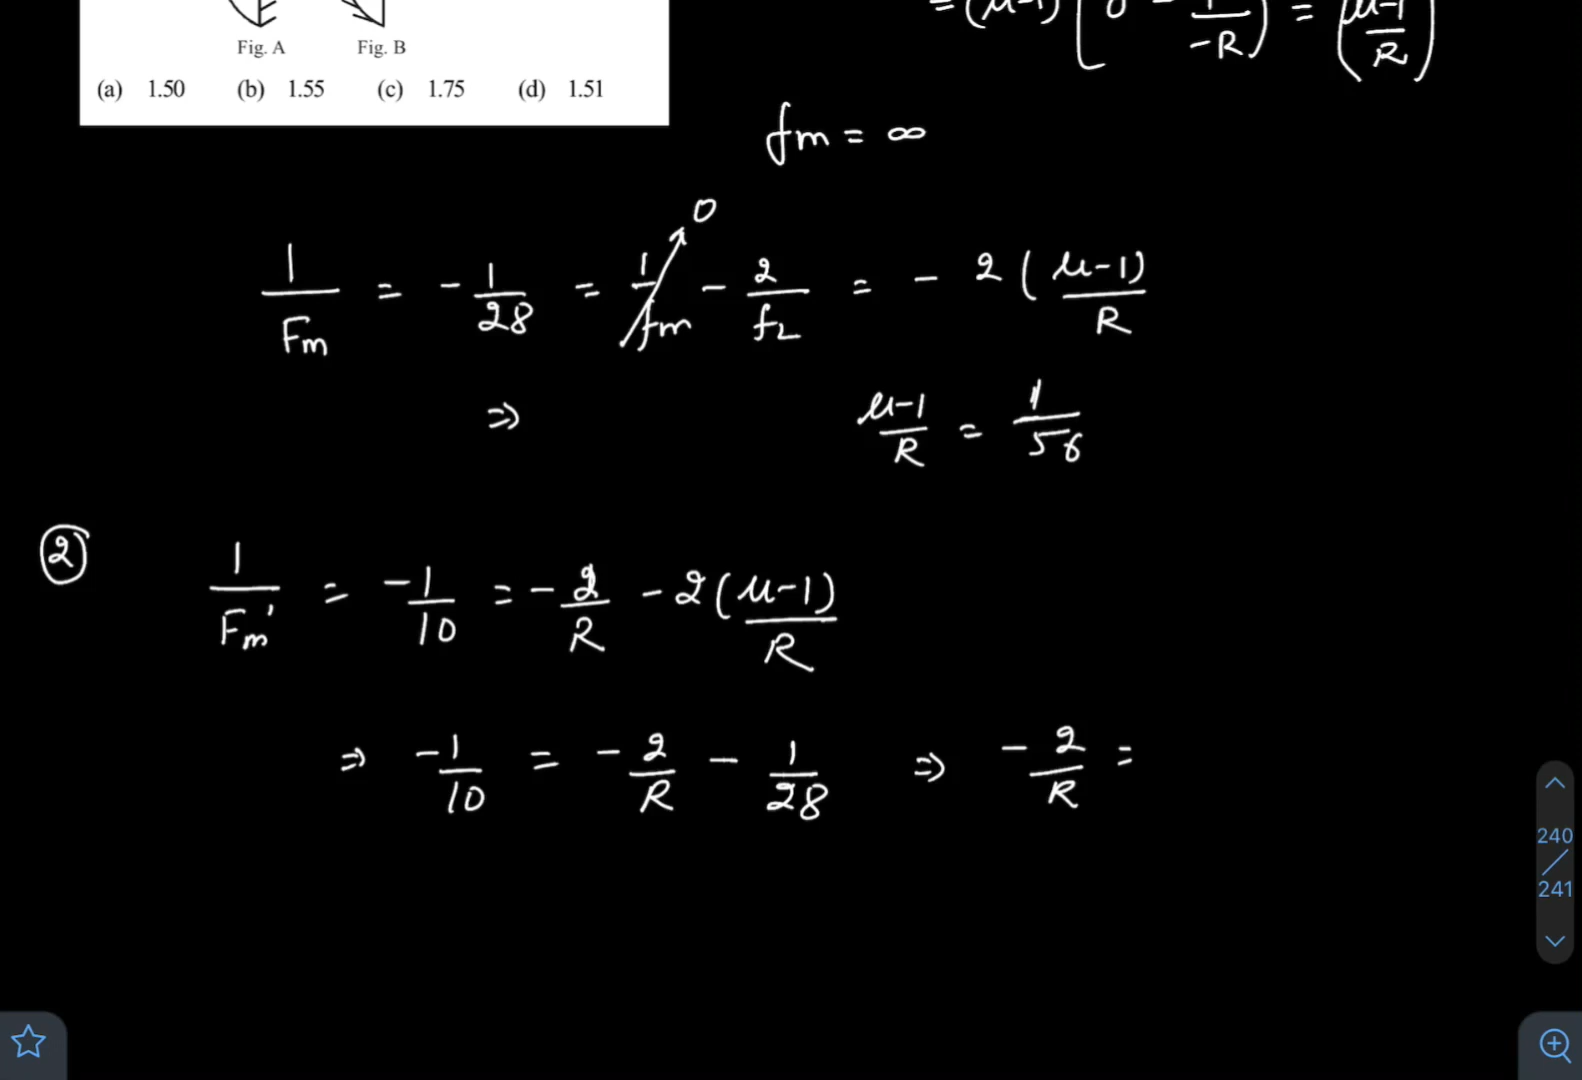 = (μ-1) [ 0 - 1/-R ) = ( μ-1/R )
Fig. A Fig. B
(a) 1.50 (b) 1.55 (c) 1.75 (d) 1.51
fm = ∞
0
1/Fm = -1/28 = 1/fm - 2/fL = - 2(μ-1)/R
⇒ μ-1/R = 1/56
② 1/Fm' = -1/10 = -2/R - 2(μ-1)/R
⇒ -1/10 = -2/R - 1/28 ⇒ -2/R =
240
/
241